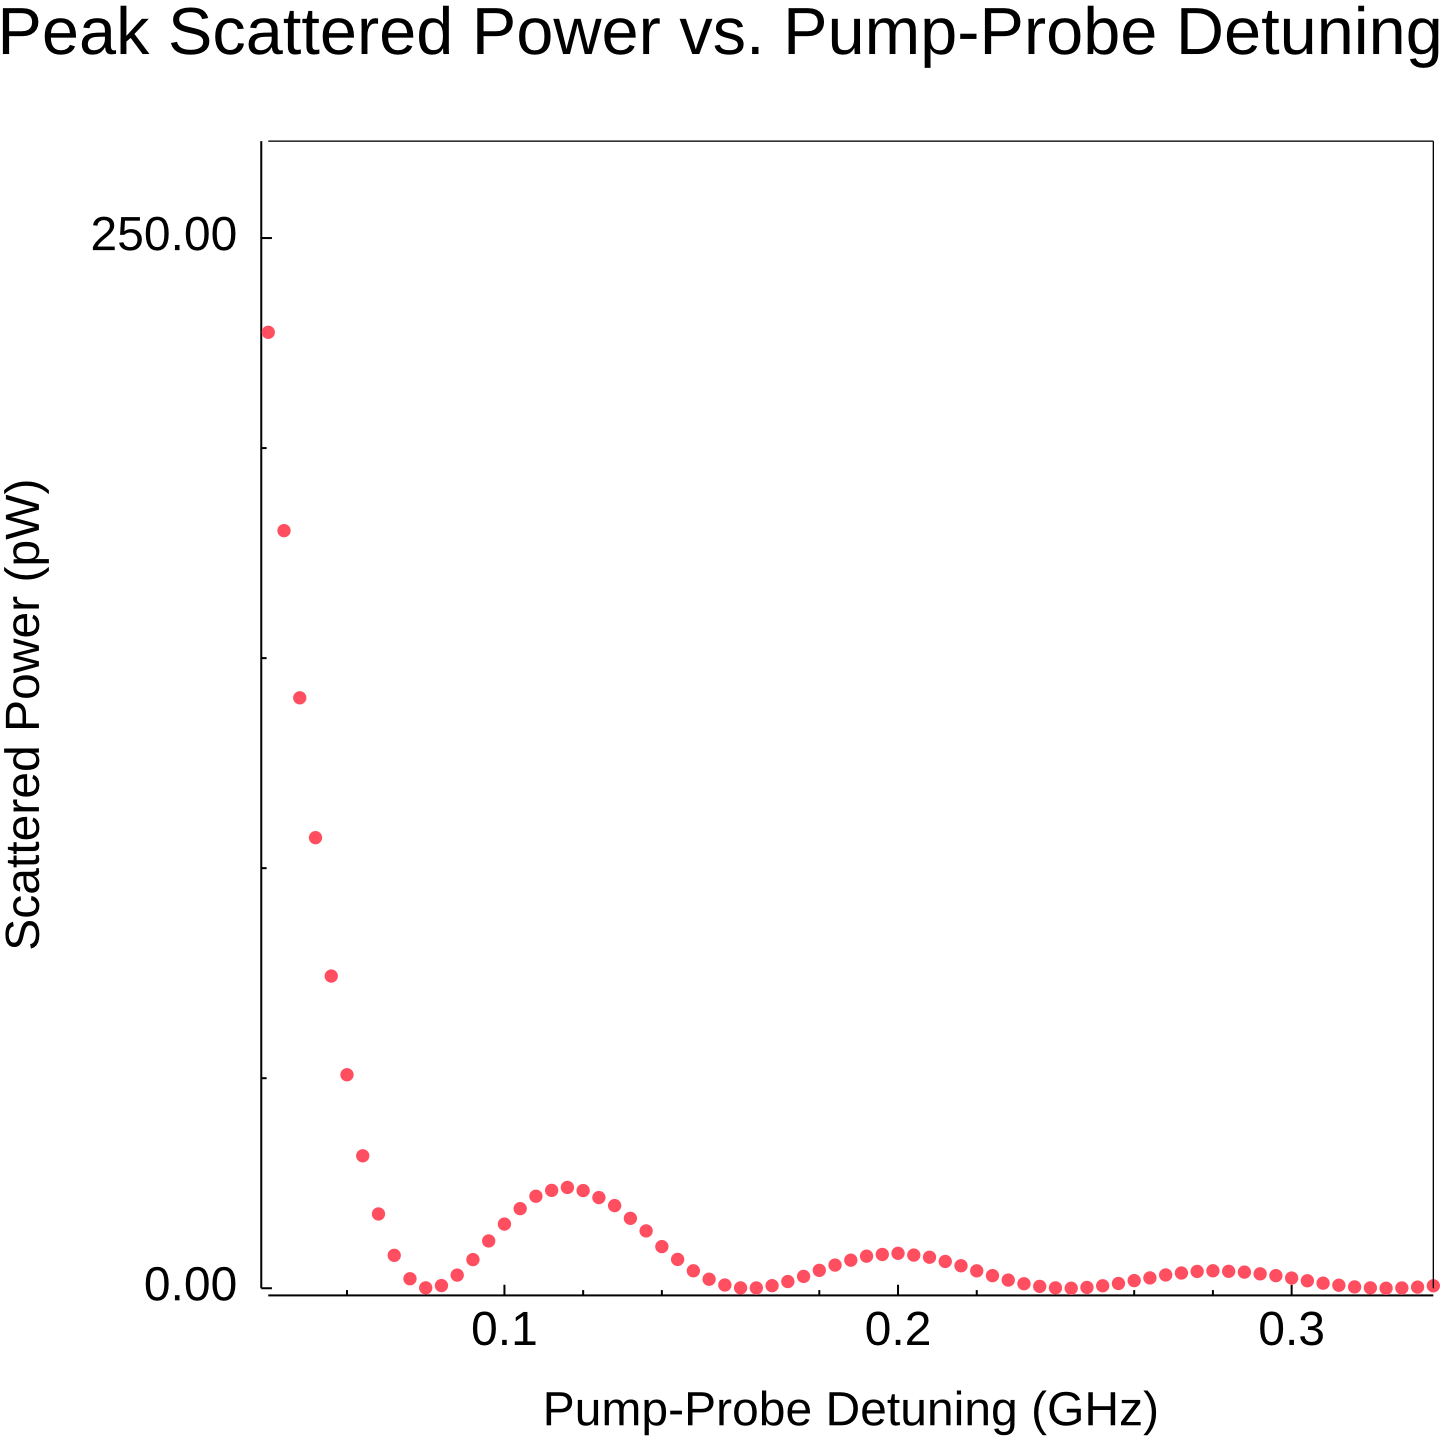 Peak Scattered Power vs. Pump-Probe Detuning
250.00
Scattered Power (pW)
0.00
0.1
0.2
0.3
Pump-Probe Detuning (GHz)